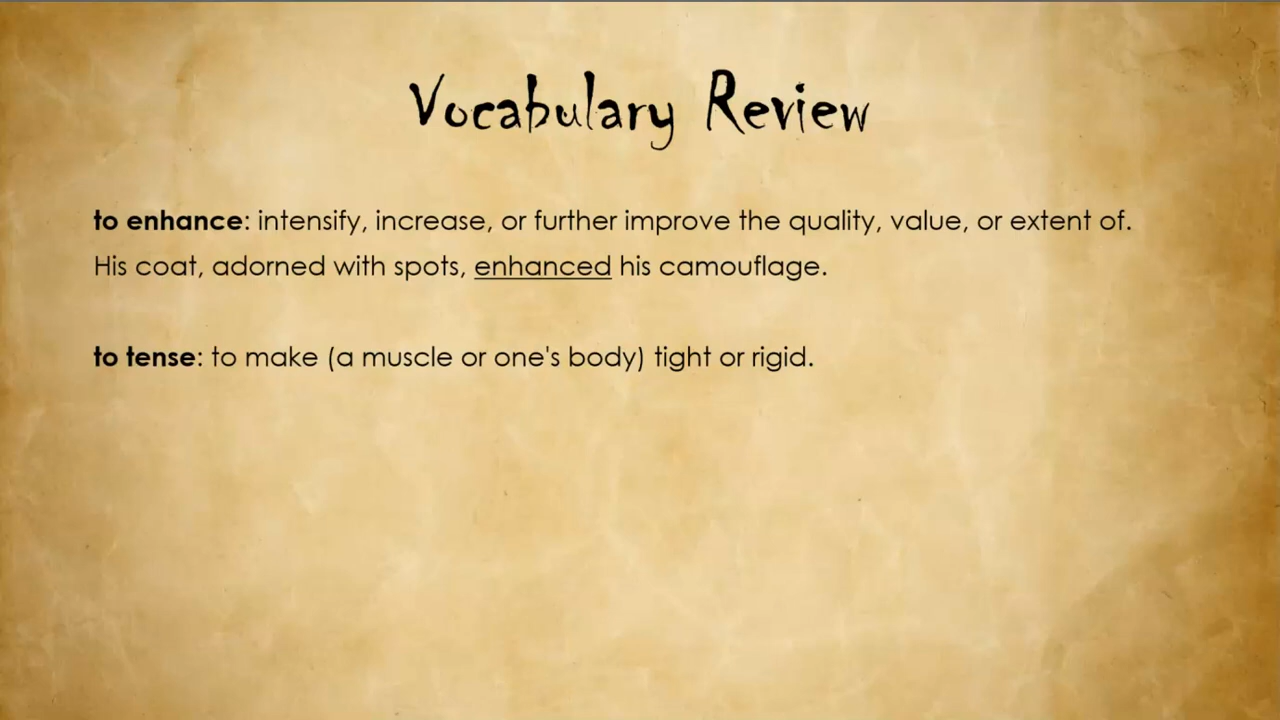 Vocabulary Review
to enhance: intensify, increase, or further improve the quality, value, or extent of.
His coat, adorned with spots, enhanced his camouflage.
to tense: to make (a muscle or one's body) tight or rigid.